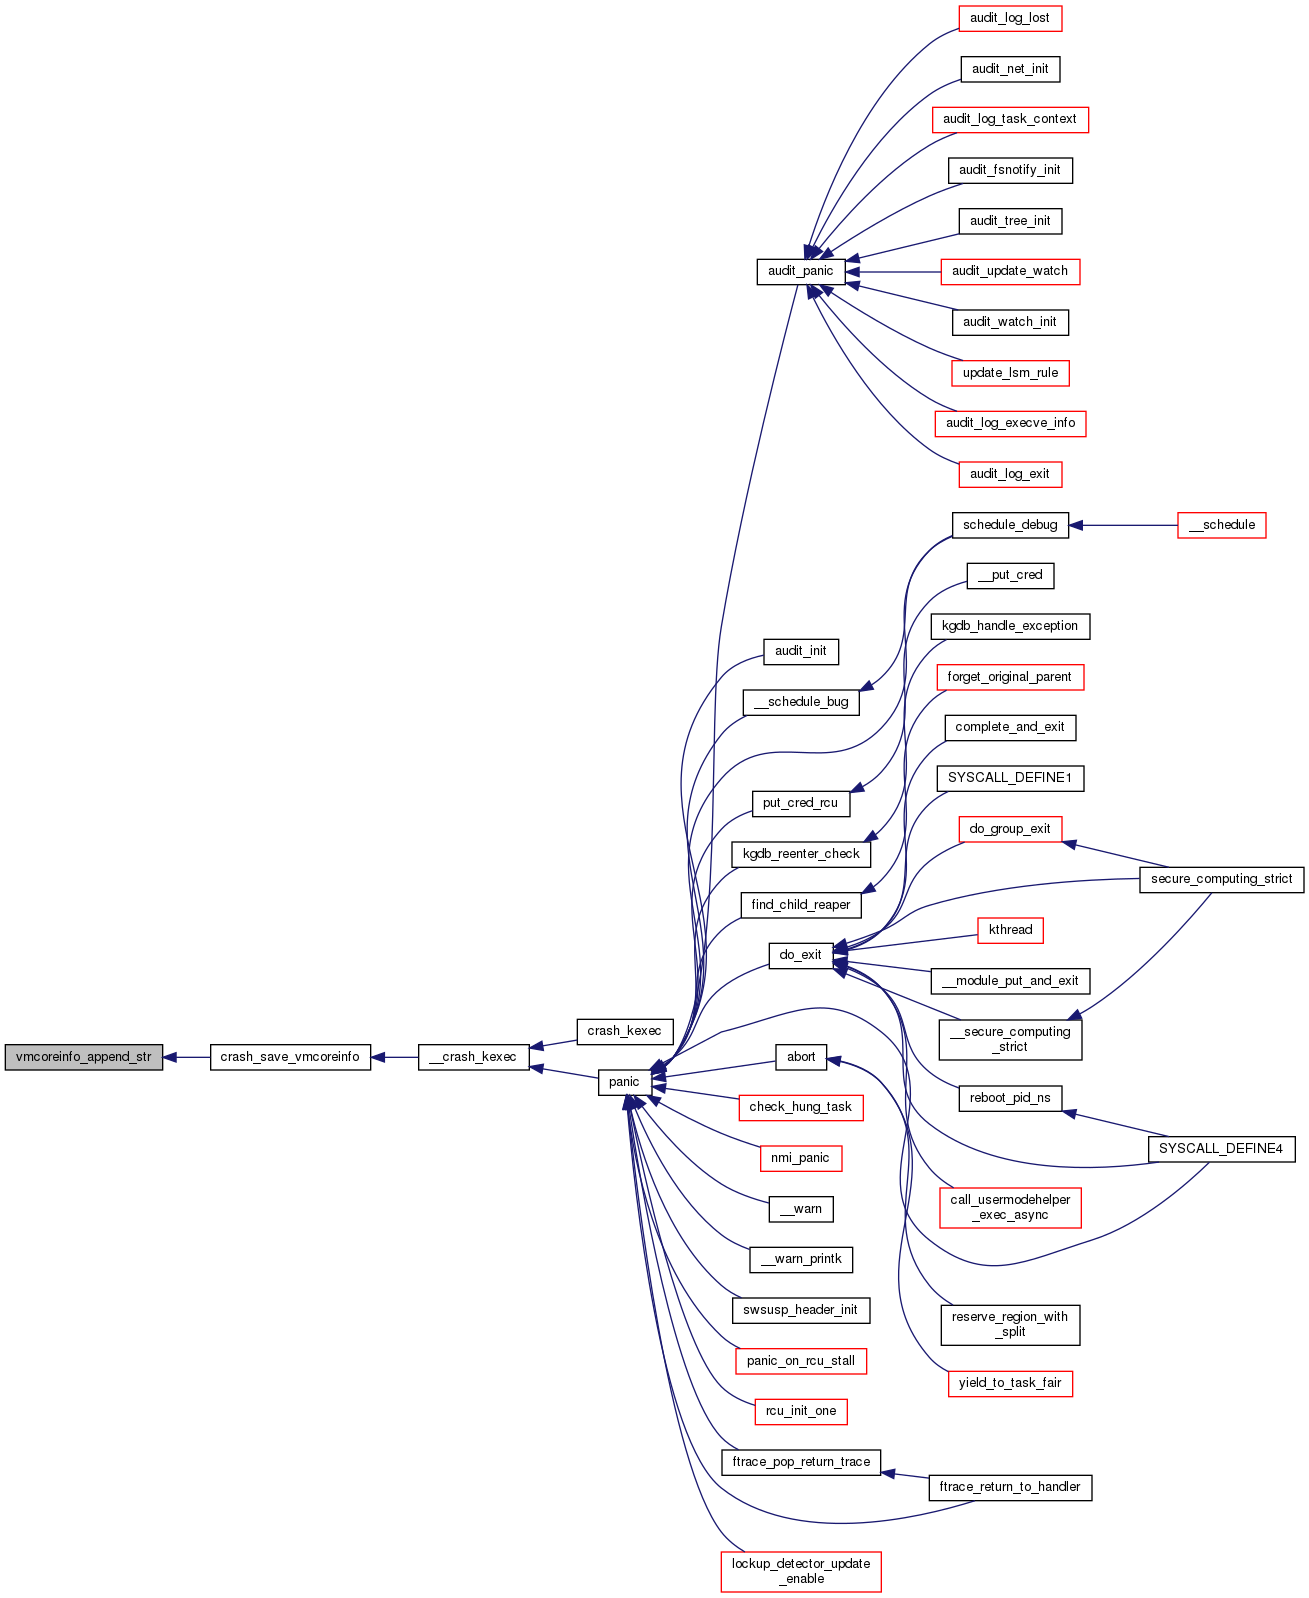 audit_log_lost
audit_net_init
audit_log_task_context
audit_fsnotify_init
audit_tree_init
audit_panic
audit_update_watch
audit_watch_init
update_lsm_rule
audit_log_execve_info
audit_log_exit
schedule_debug
__schedule
__put_cred
kgdb_handle_exception
audit_init
forget_original_parent
__schedule_bug
complete_and_exit
SYSCALL_DEFINE1
put_cred_rcu
do_group_exit
kgdb_reenter_check
secure_computing_strict
find_child_reaper
kthread
do_exit
__module_put_and_exit
crash_kexec
__secure_computing
_strict
vmcoreinfo_append_str
crash_save_vmcoreinfo
__crash_kexec
abort
panic
reboot_pid_ns
check_hung_task
SYSCALL_DEFINE4
nmi_panic
call_usermodehelper
_exec_async
__warn
__warn_printk
swsusp_header_init
reserve_region_with
_split
panic_on_rcu_stall
yield_to_task_fair
rcu_init_one
ftrace_pop_return_trace
ftrace_return_to_handler
lockup_detector_update
_enable